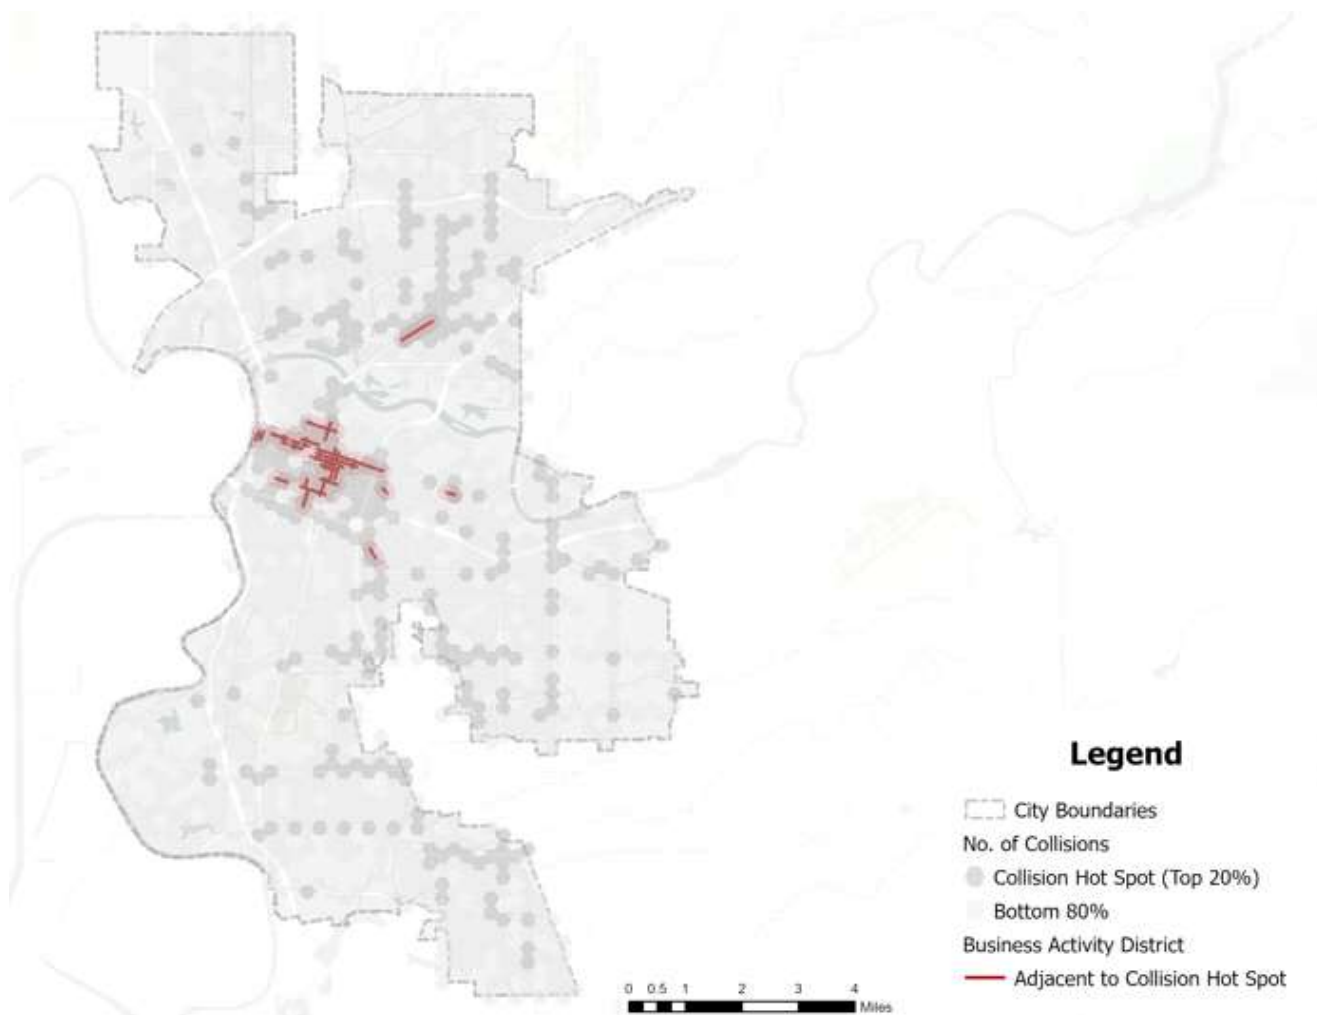 Legend
City Boundaries
No. of Collisions
Collision Hot Spot (Top 20%)
Bottom 80%
Business Activity District
Adjacent to Collision Hot Spot
0 0.5 1 2 3 4
Miles